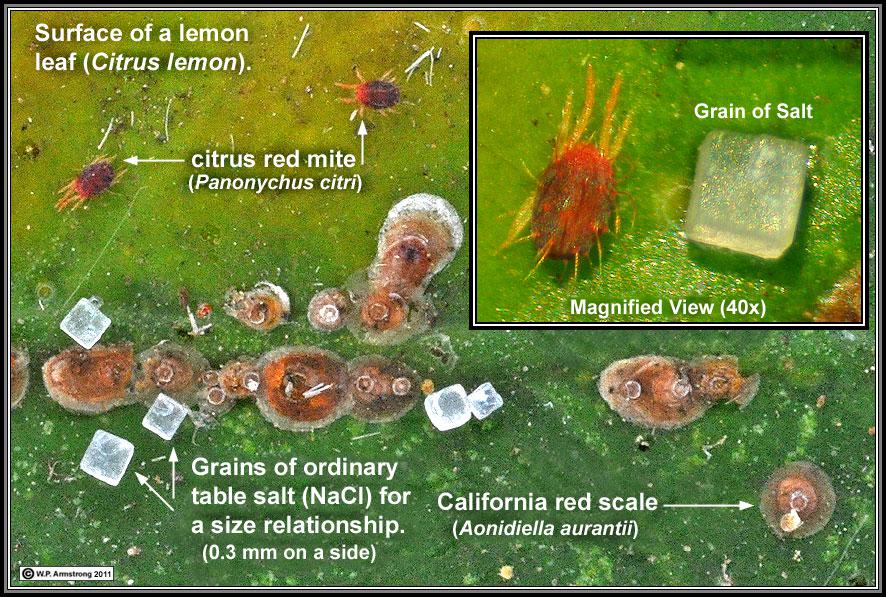 Surface of a lemon
leaf (Citrus lemon).
citrus red mite
(Panonychus citri)
Grain of Salt
Magnified View (40x)
Grains of ordinary
table salt (NaCl) for
a size relationship.
(0.3 mm on a side)
California red scale
(Aonidiella aurantii)
© W.P. Armstrong 2011